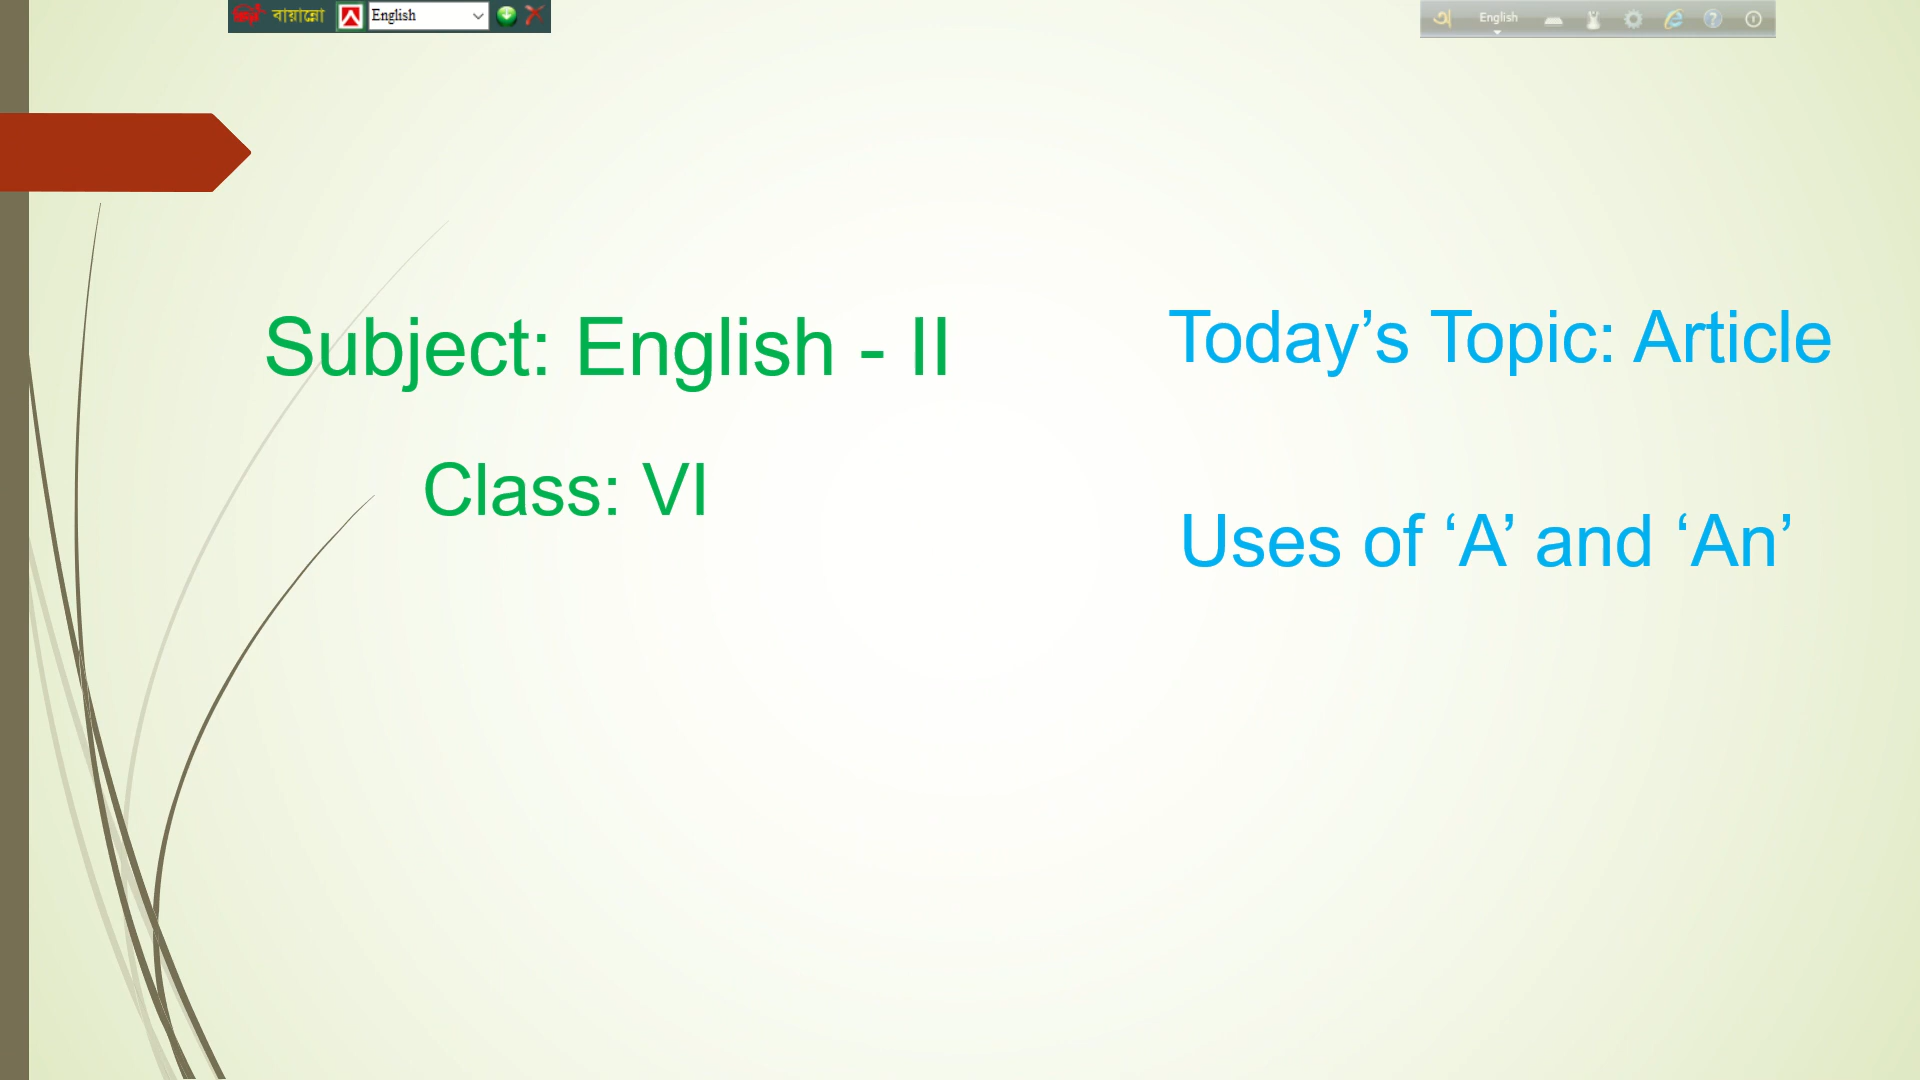 বায়ান্নো English
অ English
Subject: English - II
Class: VI
Today’s Topic: Article
Uses of ‘A’ and ‘An’